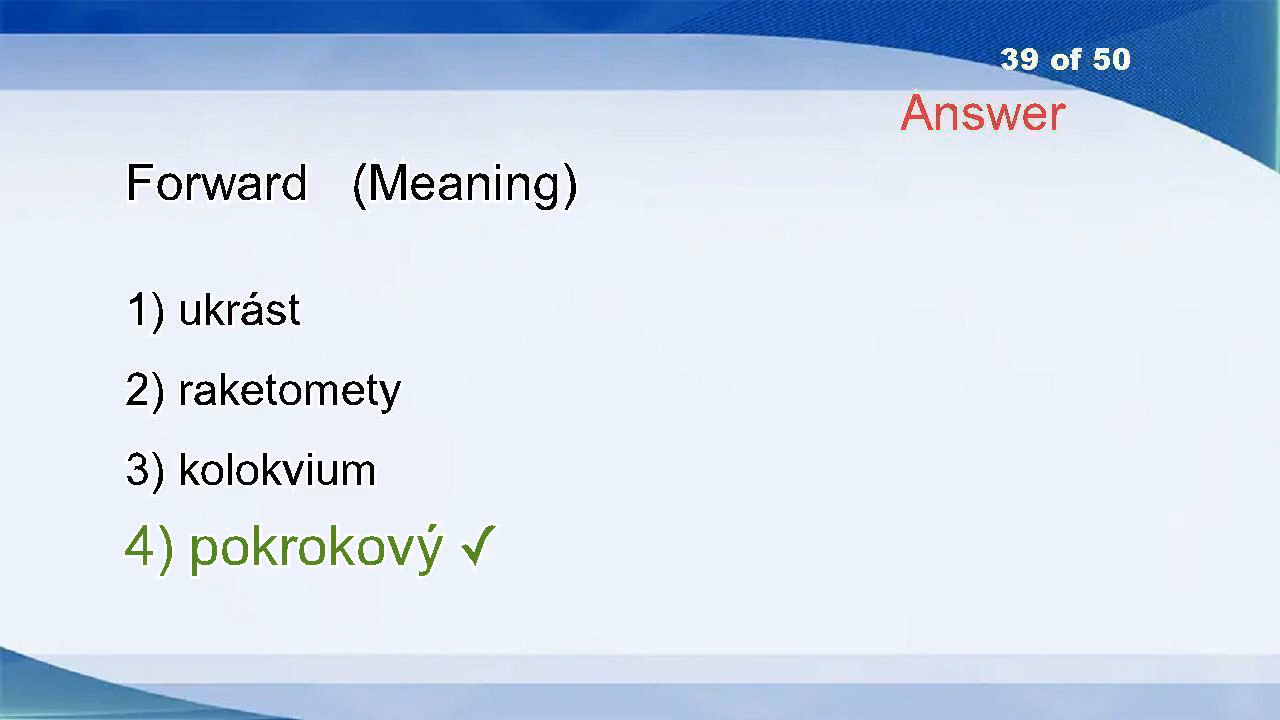 39 of 50
Answer
Forward (Meaning)
1) ukrást
2) raketomety
3) kolokvium
4) pokrokový ✓